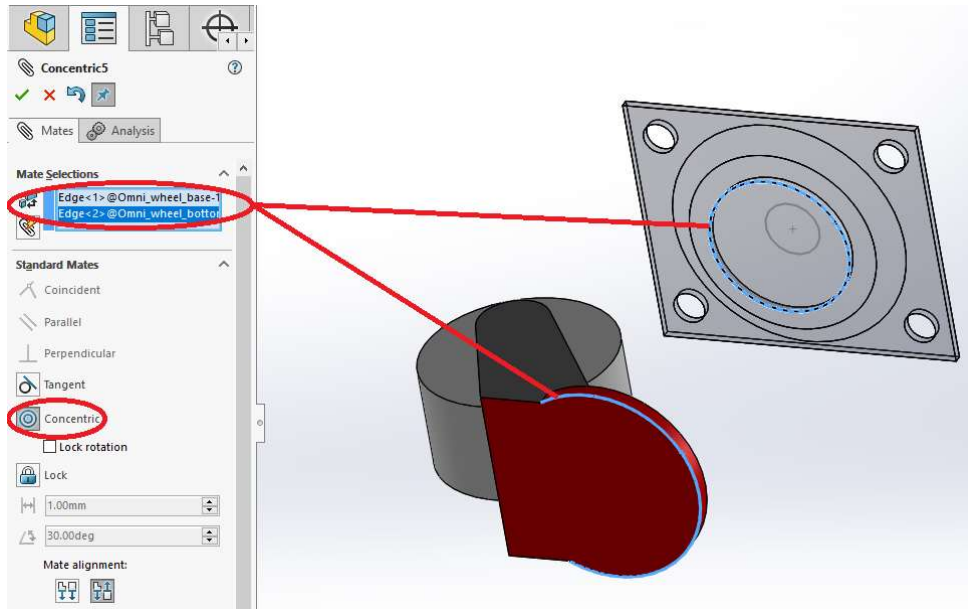 Concentric5
Mates
Analysis
Mate Selections
Edge<1>@Omni_wheel_base-1
Edge<2>@Omni_wheel_bottor
Standard Mates
Coincident
Parallel
Perpendicular
Tangent
Concentric
Lock rotation
Lock
1.00mm
30.00deg
Mate alignment: